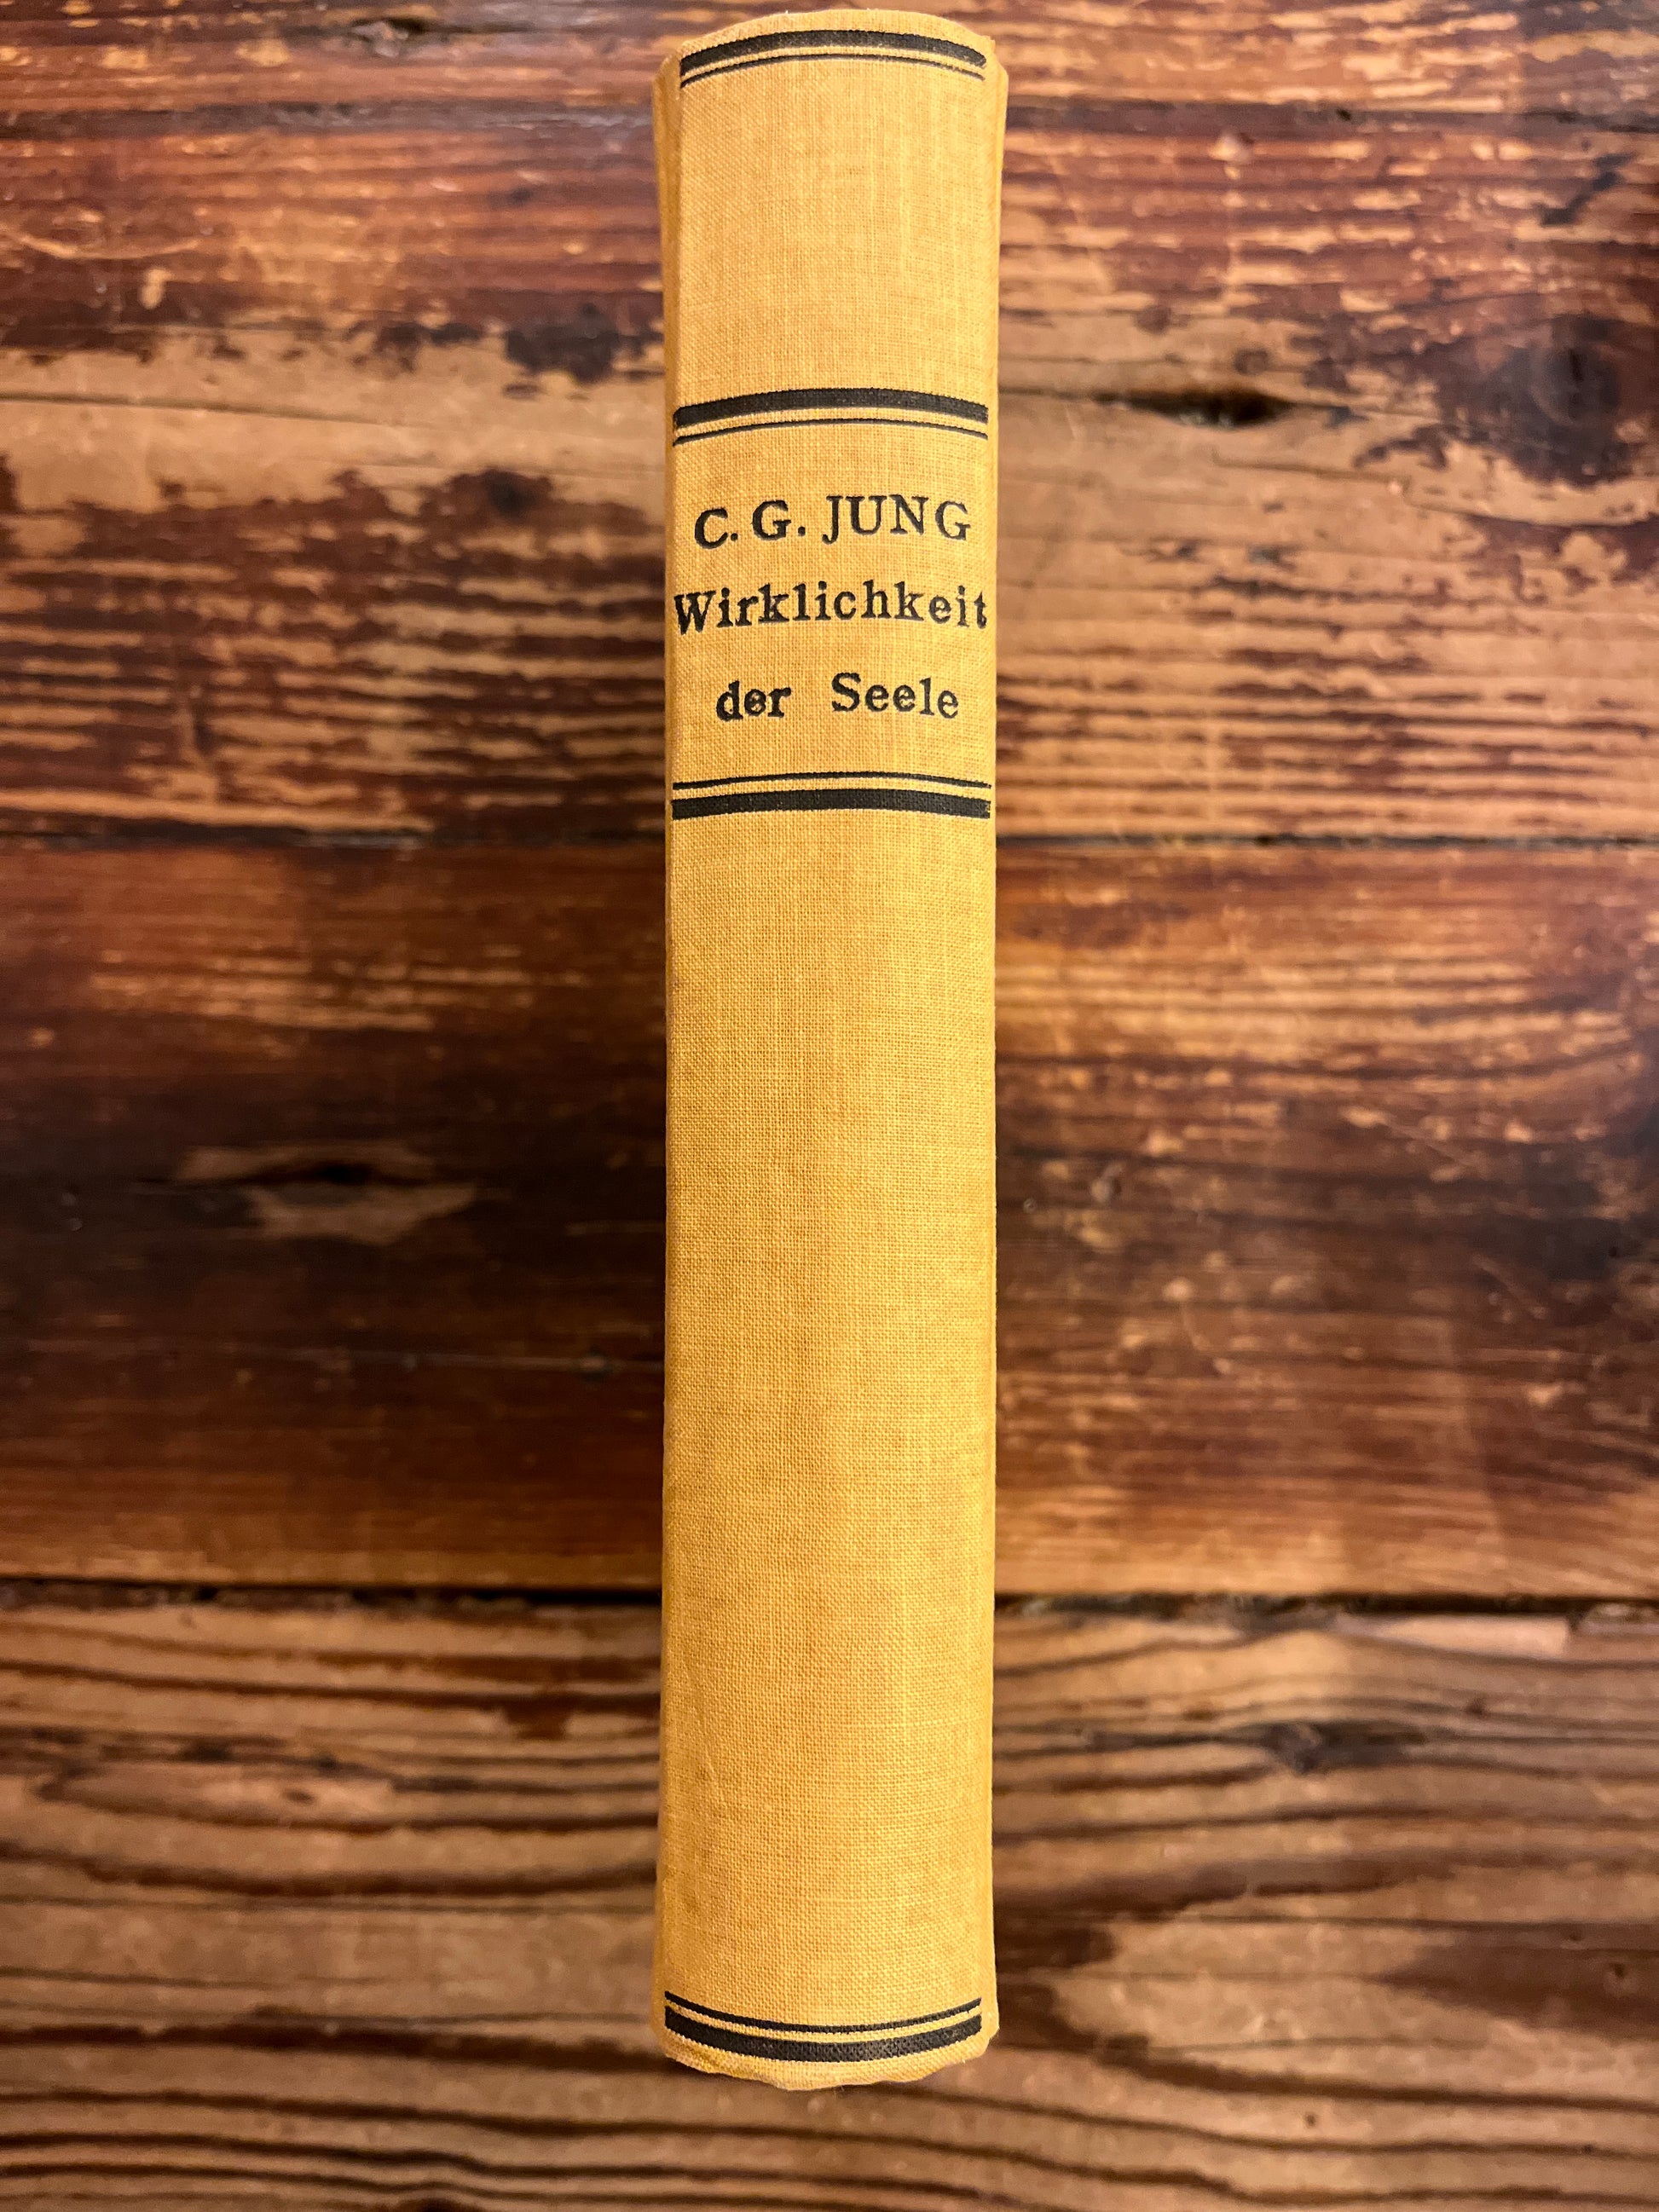 C. G. JUNG
Wirklichkeit
der Seele